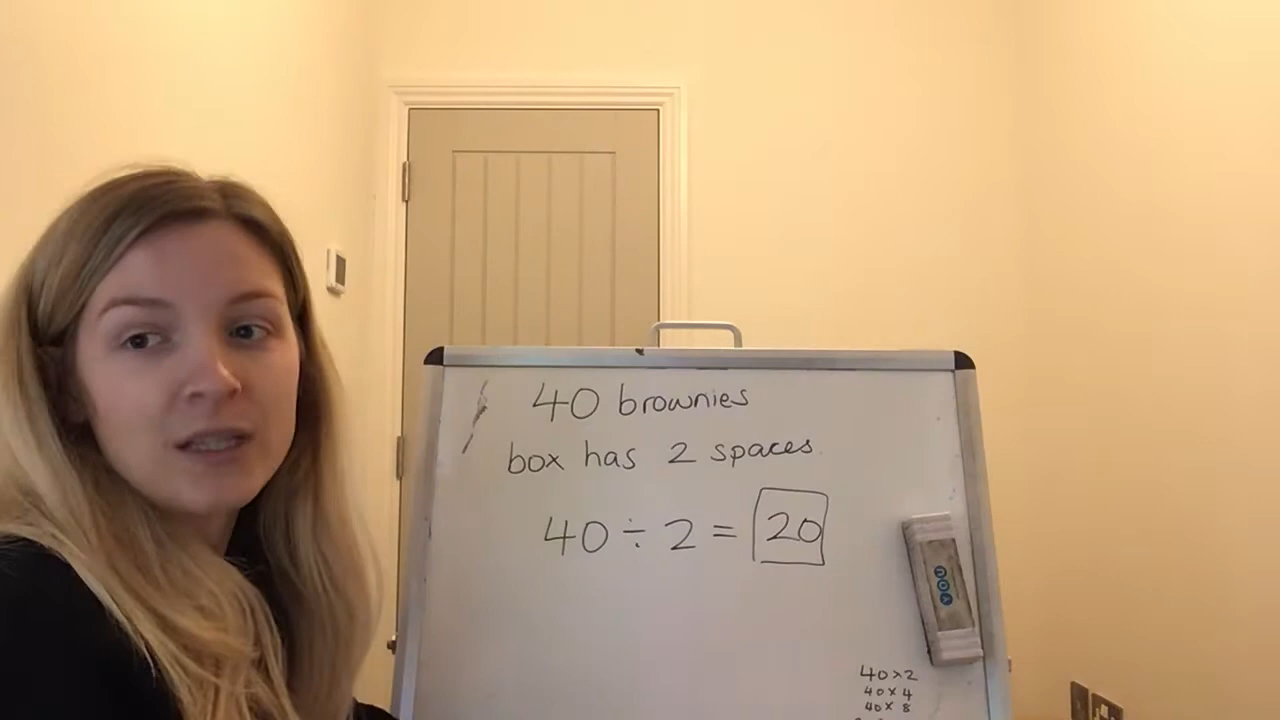 40 brownies
box has 2 spaces
40 ÷ 2 = 20
40 x 2
40 x 4
40 x 8